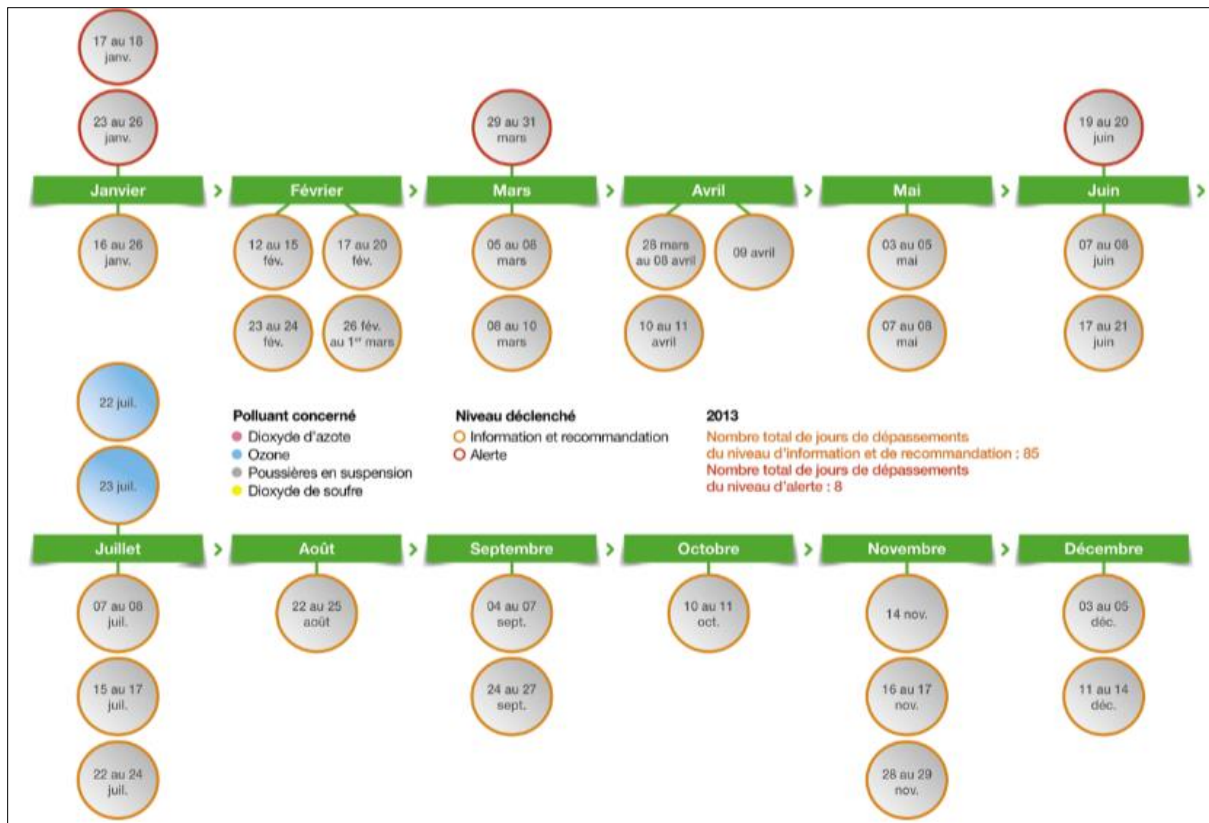 17 au 18
janv.
23 au 26
janv.
29 au 31
mars
19 au 20
juin
Janvier
Février
Mars
Avril
Mai
Juin
16 au 26
janv.
12 au 15
fév.
17 au 20
fév.
05 au 08
mars
28 mars
au 08 avril
09 avril
03 au 05
mai
07 au 08
juin
23 au 24
fév.
26 fév.
au 1er mars
08 au 10
mars
10 au 11
avril
07 au 08
mai
17 au 21
juin
22 juil.
23 juil.
Polluant concerné
Dioxyde d'azote
Ozone
Poussières en suspension
Dioxyde de soufre
Niveau déclenché
Information et recommandation
Alerte
2013
Nombre total de jours de dépassements
du niveau d'information et de recommandation : 85
Nombre total de jours de dépassements
du niveau d'alerte : 8
Juillet
Août
Septembre
Octobre
Novembre
Décembre
07 au 08
juil.
22 au 25
août
04 au 07
sept.
10 au 11
oct.
14 nov.
03 au 05
déc.
15 au 17
juil.
24 au 27
sept.
16 au 17
nov.
11 au 14
déc.
22 au 24
juil.
28 au 29
nov.